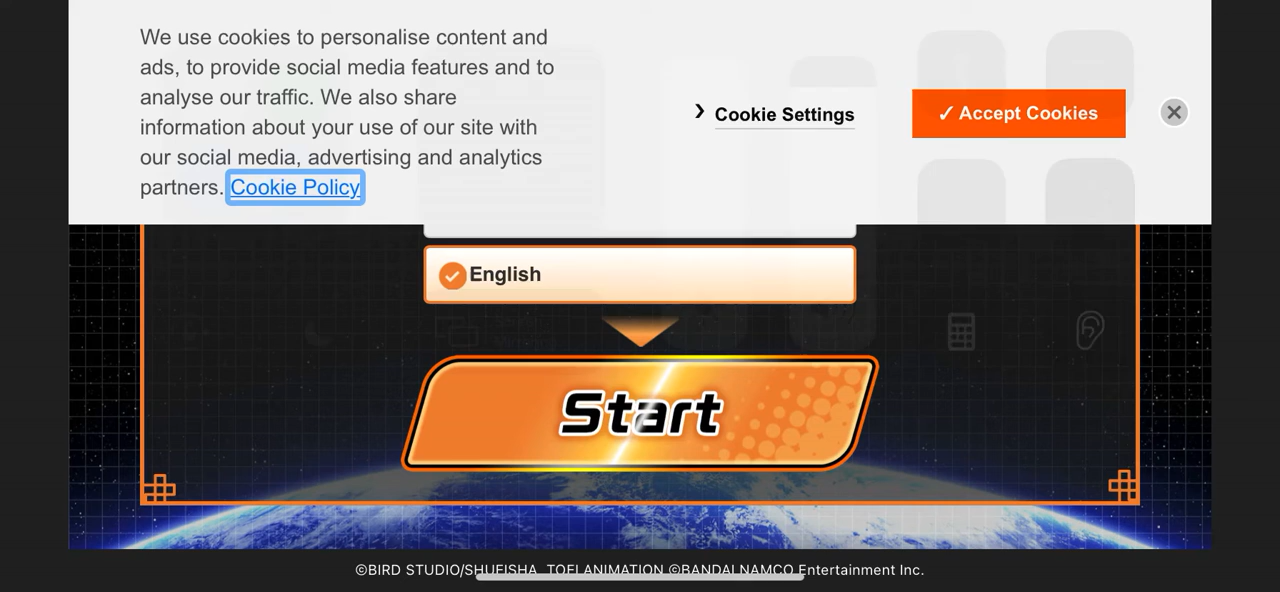 We use cookies to personalise content and
ads, to provide social media features and to
analyse our traffic. We also share
information about your use of our site with
our social media, advertising and analytics
partners. Cookie Policy
Cookie Settings
✓ Accept Cookies
English
Start
©BIRD STUDIO/SHUEISHA, TOEI ANIMATION ©BANDAI NAMCO Entertainment Inc.